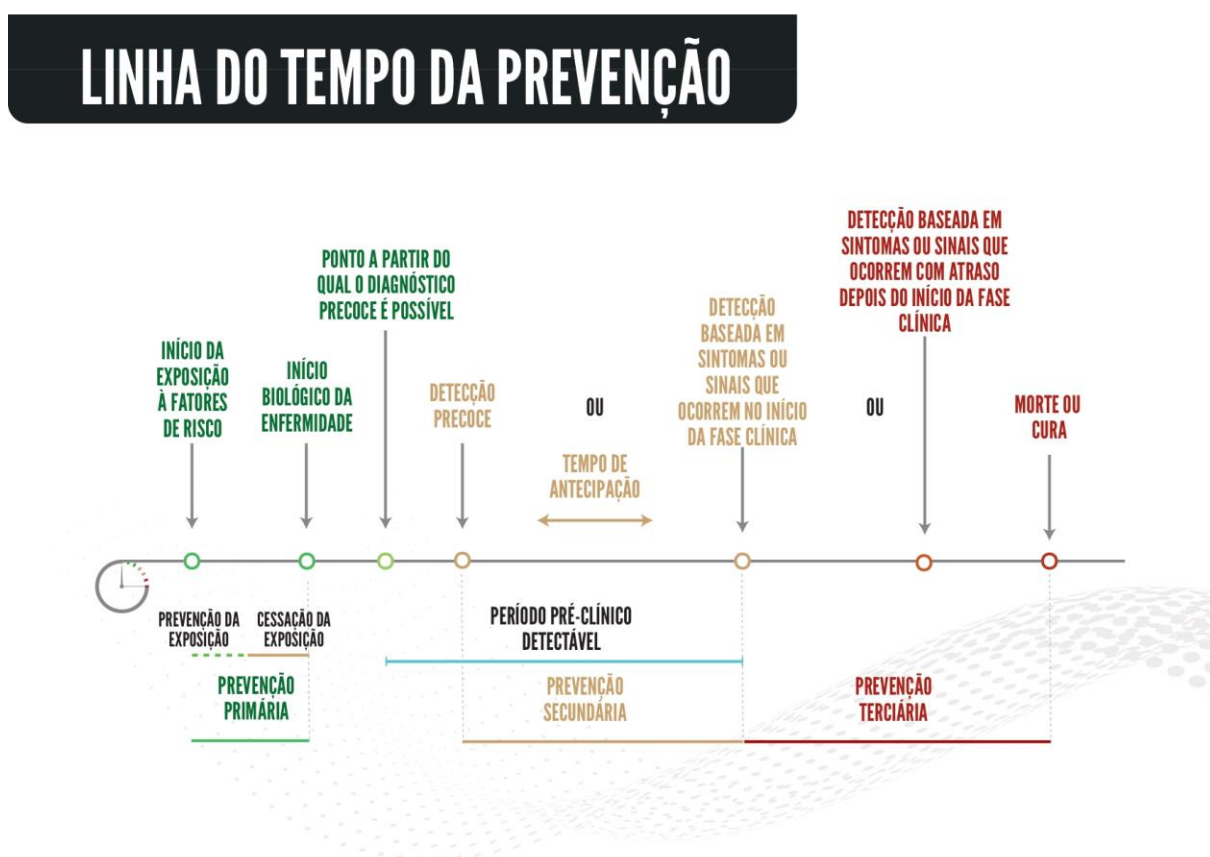 LINHA DO TEMPO DA PREVENÇÃO
INÍCIO DA
EXPOSIÇÃO
À FATORES
DE RISCO
INÍCIO
BIOLÓGICO DA
ENFERMIDADE
PONTO A PARTIR DO
QUAL O DIAGNÓSTICO
PRECOCE É POSSÍVEL
DETECÇÃO
PRECOCE
OU
TEMPO DE
ANTECIPAÇÃO
DETECÇÃO
BASEADA EM
SINTOMAS OU
SINAIS QUE
OCORREM NO INÍCIO
DA FASE CLÍNICA
OU
DETECÇÃO BASEADA EM
SINTOMAS OU SINAIS QUE
OCORREM COM ATRASO
DEPOIS DO INÍCIO DA FASE
CLÍNICA
MORTE OU
CURA
PREVENÇÃO DA
EXPOSIÇÃO
CESSAÇÃO DA
EXPOSIÇÃO
PREVENÇÃO
PRIMÁRIA
PERÍODO PRÉ-CLÍNICO
DETECTÁVEL
PREVENÇÃO
SECUNDÁRIA
PREVENÇÃO
TERCIÁRIA